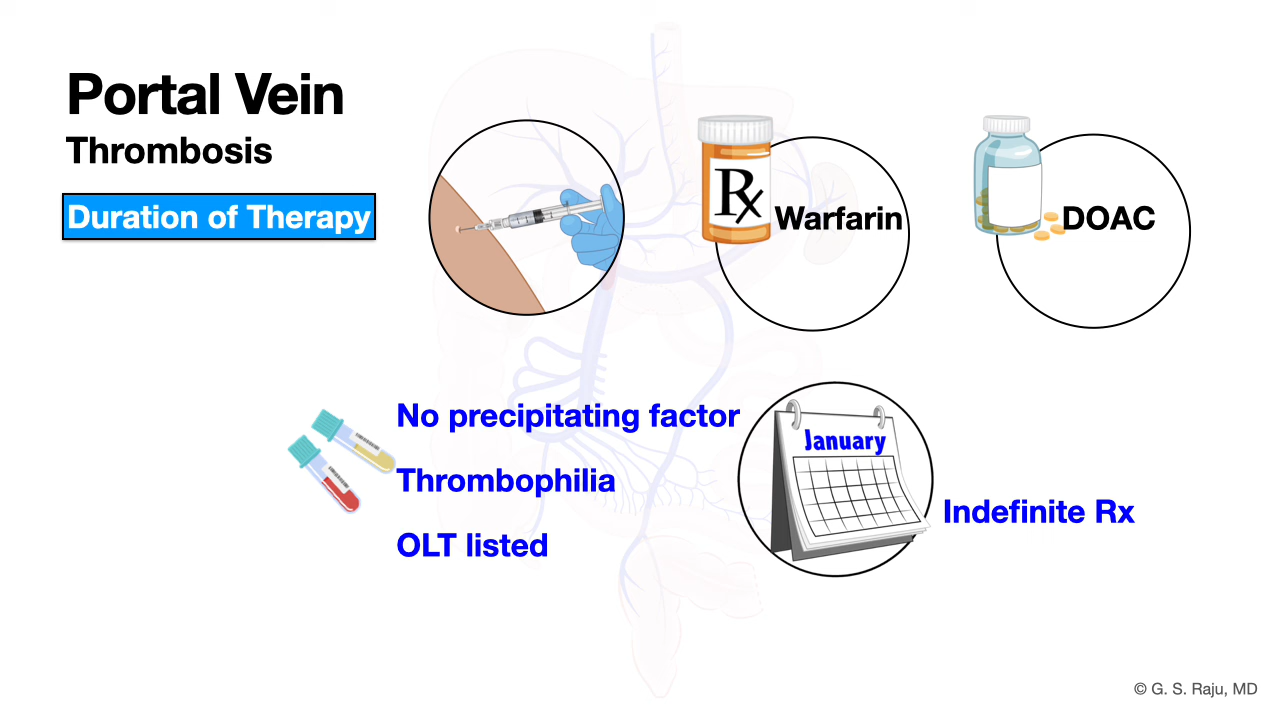 Portal Vein
Thrombosis
Duration of Therapy
Rx
Warfarin
DOAC
No precipitating factor
Thrombophilia
OLT listed
January
Indefinite Rx
© G. S. Raju, MD